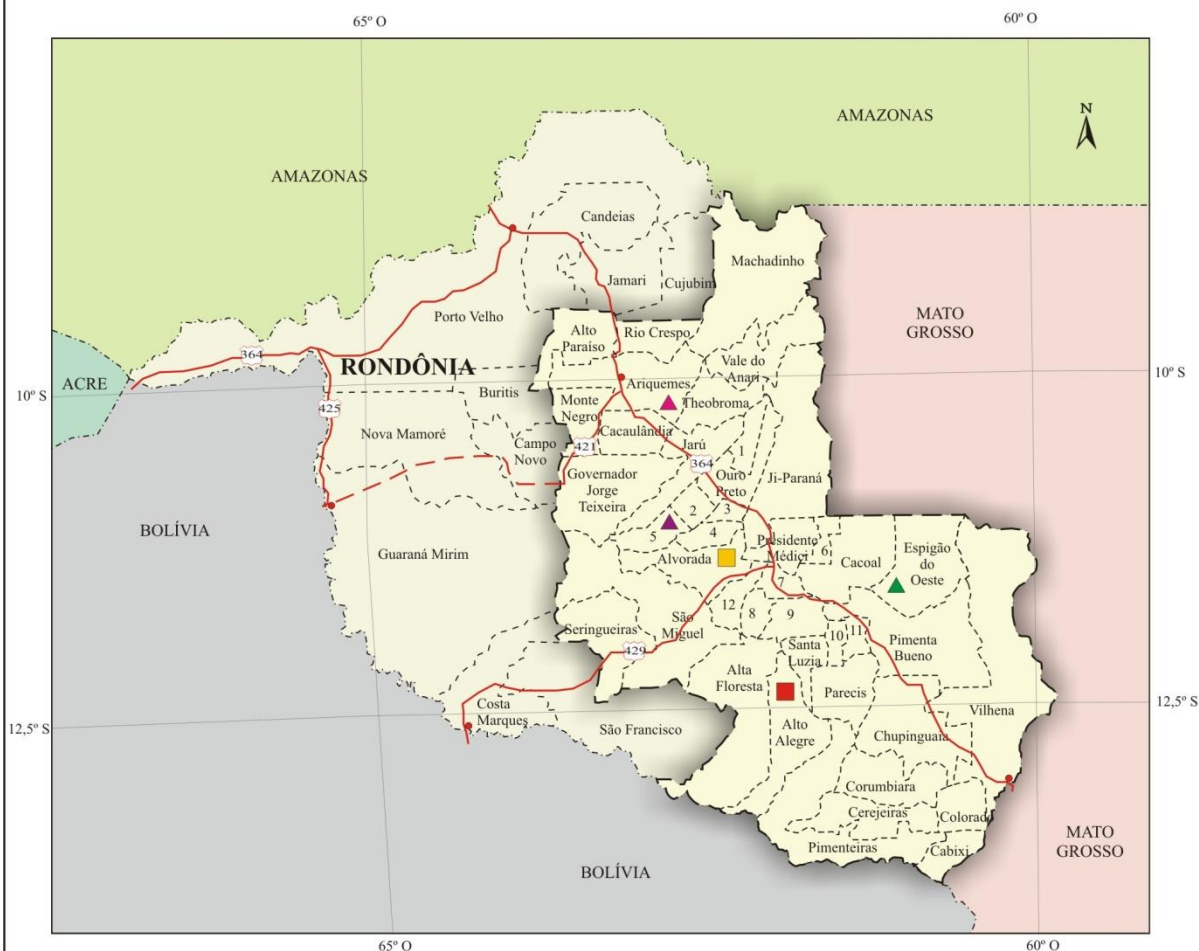 65º O
60º O
AMAZONAS
N
AMAZONAS
Candeias
Machadinho
Jamari
Cujubim
MATO
GROSSO
Porto Velho
Alto
Paraíso
Rio Crespo
364
RONDÔNIA
Vale do
Anari
10º S
ACRE
10º S
Buritis
Ariquemes
Monte
Negro
Theobroma
425
Nova Mamoré
Campo
Novo
Cacaulândia
421
Jarú
364
1
Governador
Jorge
Teixeira
Ouro
Preto
Ji-Paraná
BOLÍVIA
2
3
5
4
Guaraná Mirim
Alvorada
Presidente
Médici
6
Cacoal
Espigão
do
Oeste
7
12
8
9
Seringueiras
São
Miguel
10
11
429
Santa
Luzia
Pimenta
Bueno
Alta
Floresta
Parecis
12.5º S
12.5º S
Costa
Marques
São Francisco
Alto
Alegre
Vilhena
Chupinguaia
Corumbiara
Cerejeiras
Colorado
MATO
GROSSO
Pimenteiras
Cabixi
BOLÍVIA
65º O
60º O